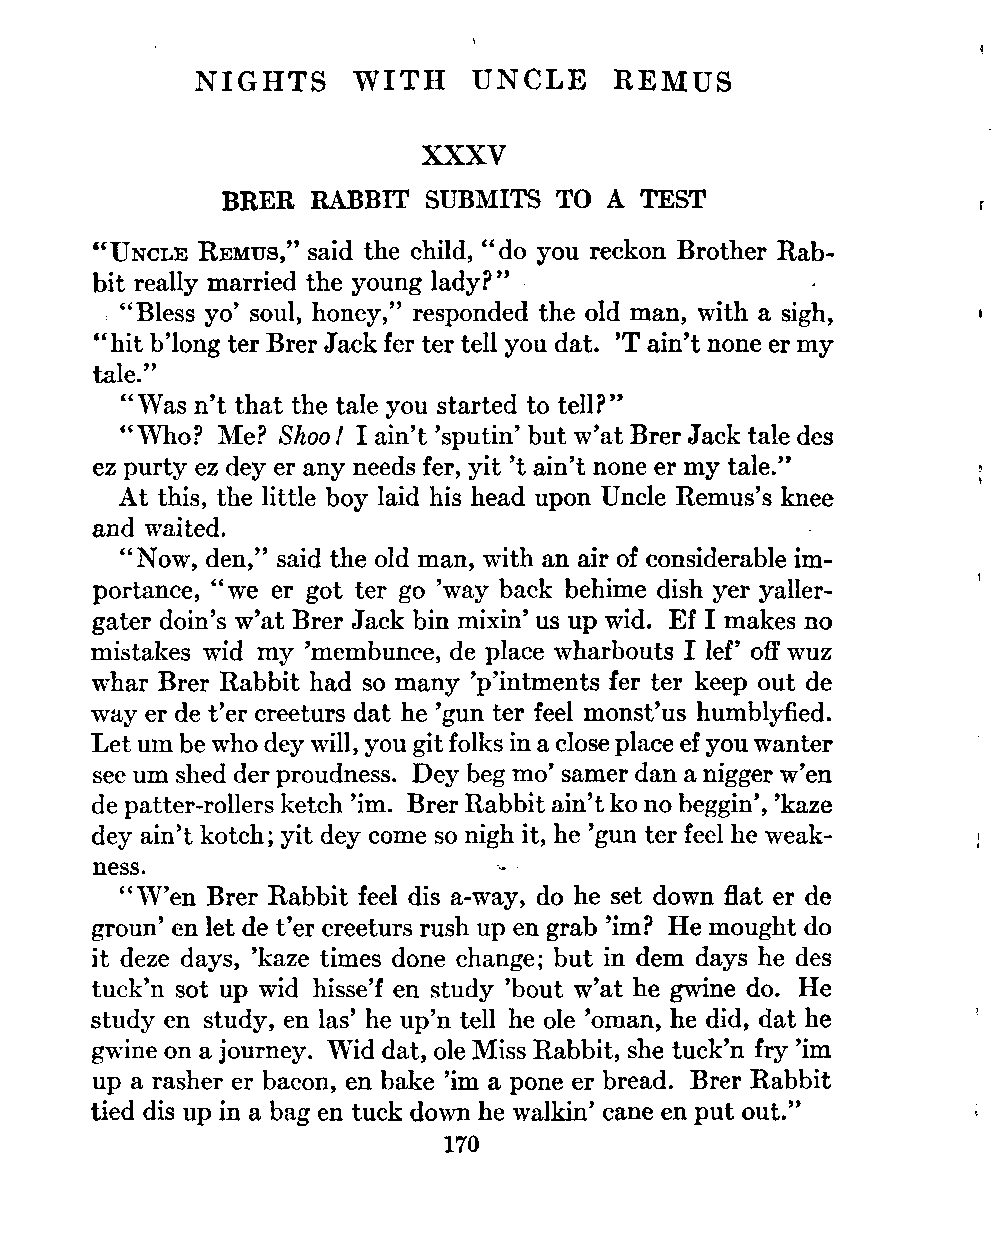 NIGHTS WITH UNCLE REMUS
XXXV
BRER RABBIT SUBMITS TO A TEST
“UNCLE REMUS,” said the child, “do you reckon Brother Rab-
bit really married the young lady?”
“Bless yo’ soul, honey,” responded the old man, with a sigh,
“hit b’long ter Brer Jack fer ter tell you dat. ’T ain’t none er my
tale.”
“Was n’t that the tale you started to tell?”
“Who? Me? Shoo! I ain’t ’sputin’ but w’at Brer Jack tale des
ez purty ez dey er any needs fer, yit ’t ain’t none er my tale.”
At this, the little boy laid his head upon Uncle Remus’s knee
and waited.
“Now, den,” said the old man, with an air of considerable im-
portance, “we er got ter go ’way back behime dish yer yaller-
gater doin’s w’at Brer Jack bin mixin’ us up wid. Ef I makes no
mistakes wid my ’membunce, de place wharbouts I lef’ off wuz
whar Brer Rabbit had so many ’p’intments fer ter keep out de
way er de t’er creeturs dat he ’gun ter feel monst’us humblyfied.
Let um be who dey will, you git folks in a close place ef you wanter
see um shed der proudness. Dey beg mo’ samer dan a nigger w’en
de patter-rollers ketch ’im. Brer Rabbit ain’t ko no beggin’, ’kaze
dey ain’t kotch; yit dey come so nigh it, he ’gun ter feel he weak-
ness.
“W’en Brer Rabbit feel dis a-way, do he set down flat er de
groun’ en let de t’er creeturs rush up en grab ’im? He mought do
it deze days, ’kaze times done change; but in dem days he des
tuck’n sot up wid hisse’f en study ’bout w’at he gwine do. He
study en study, en las’ he up’n tell he ole ’oman, he did, dat he
gwine on a journey. Wid dat, ole Miss Rabbit, she tuck’n fry ’im
up a rasher er bacon, en bake ’im a pone er bread. Brer Rabbit
tied dis up in a bag en tuck down he walkin’ cane en put out.”
170